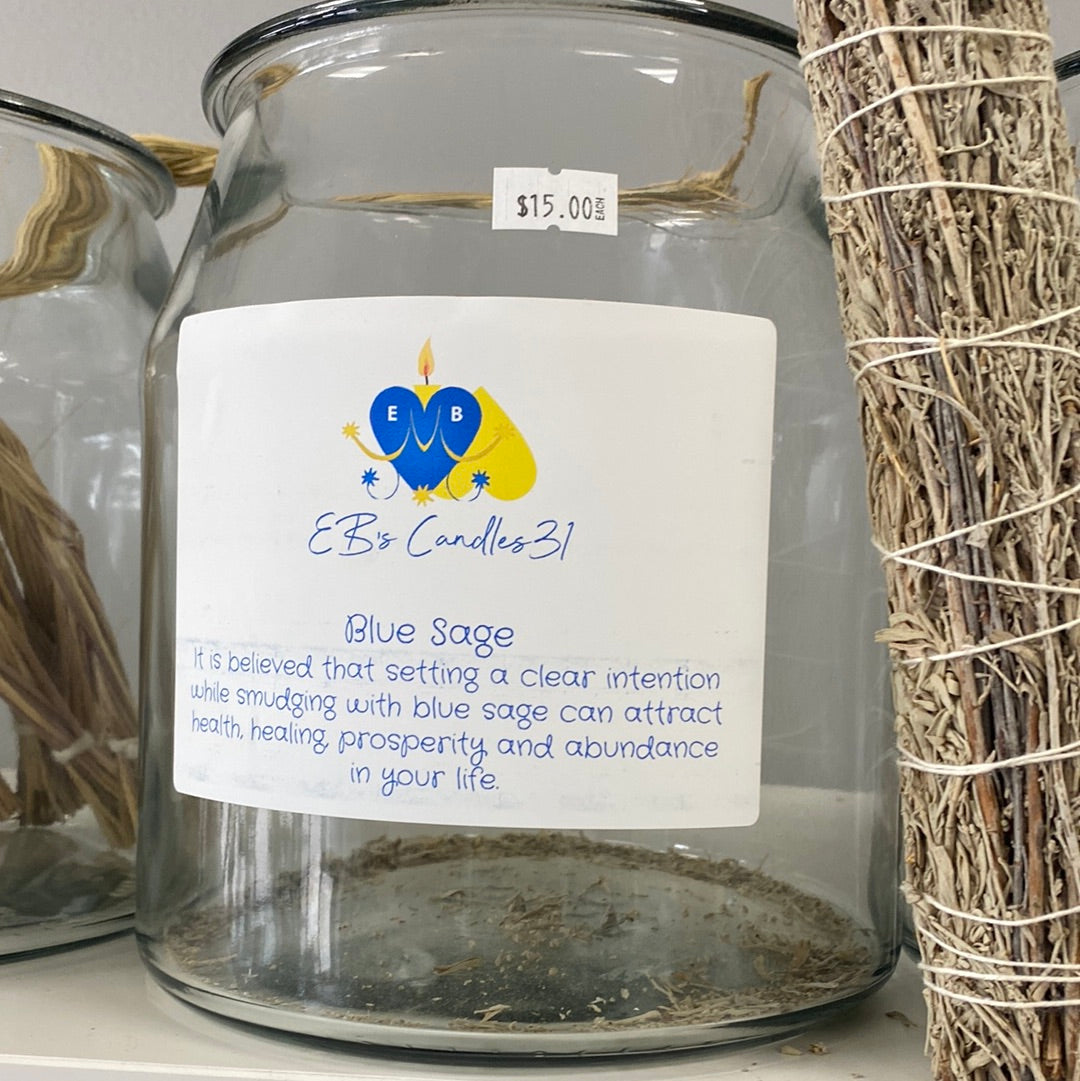 $15.00 EACH
E B
EB's Candles31
Blue Sage
It is believed that setting a clear intention
while smudging with blue sage can attract
health, healing, prosperity and abundance
in your life.